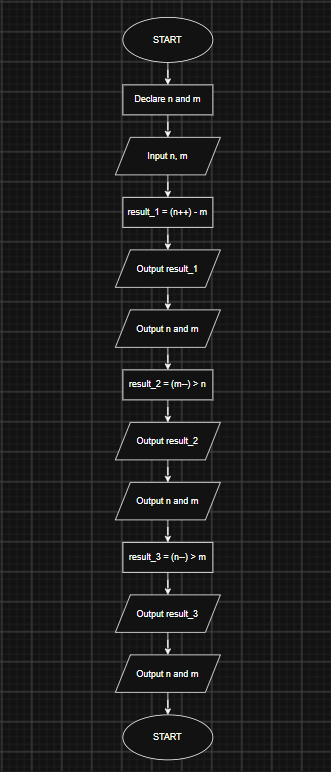 START
Declare n and m
Input n, m
result_1 = (n++) - m
Output result_1
Output n and m
result_2 = (m--) > n
Output result_2
Output n and m
result_3 = (n--) > m
Output result_3
Output n and m
START